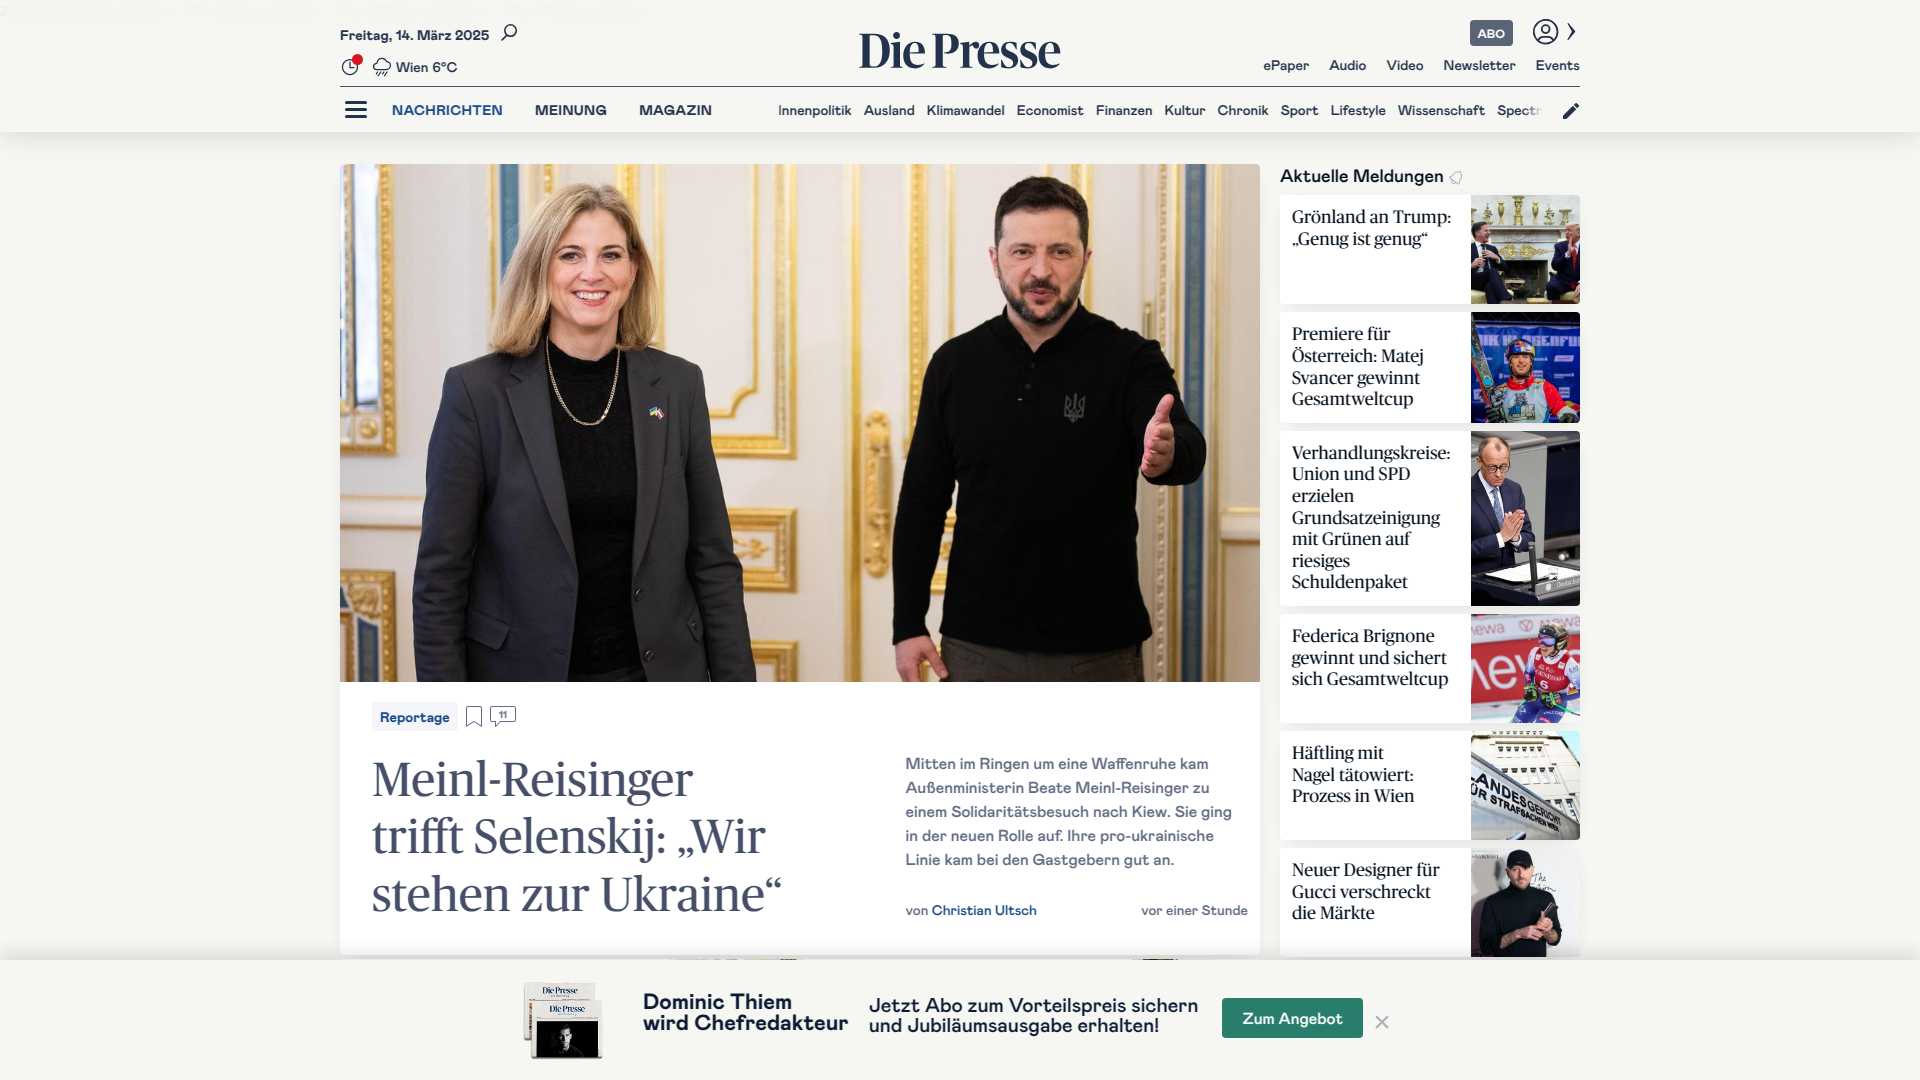 Freitag, 14. März 2025
Wien 6°C
Die Presse
ABO
ePaper Audio Video Newsletter Events
NACHRICHTEN MEINUNG MAGAZIN
Innenpolitik Ausland Klimawandel Economist Finanzen Kultur Chronik Sport Lifestyle Wissenschaft
Reportage
11
Meinl-Reisinger
trifft Selenskij: „Wir
stehen zur Ukraine“
Mitten im Ringen um eine Waffenruhe kam
Außenministerin Beate Meinl-Reisinger zu
einem Solidaritätsbesuch nach Kiew. Sie ging
in der neuen Rolle auf. Ihre pro-ukrainische
Linie kam bei den Gastgebern gut an.
von Christian Ultsch
vor einer Stunde
Aktuelle Meldungen
Grönland an Trump:
„Genug ist genug“
Premiere für
Österreich: Matej
Svancer gewinnt
Gesamtweltcup
Verhandlungskreise:
Union und SPD
erzielen
Grundsatzeinigung
mit Grünen auf
riesiges
Schuldenpaket
Federica Brignone
gewinnt und sichert
sich Gesamtweltcup
6
Häftling mit
Nagel tätowiert:
Prozess in Wien
LANDESGERICHT
FÜR STRAFSACHEN WIEN
Neuer Designer für
Gucci verschreckt
die Märkte
The
Die Presse
Die Presse
Dominic Thiem
wird Chefredakteur
Jetzt Abo zum Vorteilspreis sichern
und Jubiläumsausgabe erhalten!
Zum Angebot